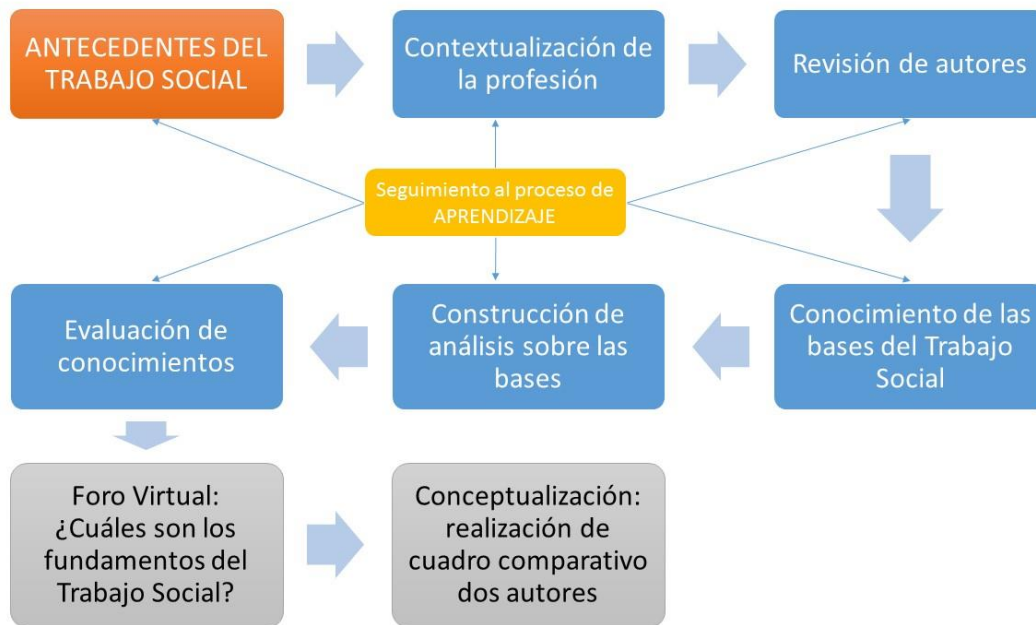 ANTECEDENTES DEL
TRABAJO SOCIAL
Contextualización de
la profesión
Revisión de autores
Seguimiento al proceso de
APRENDIZAJE
Evaluación de
conocimientos
Construcción de
análisis sobre las
bases
Conocimiento de las
bases del Trabajo
Social
Foro Virtual:
¿Cuáles son los
fundamentos del
Trabajo Social?
Conceptualización:
realización de
cuadro comparativo
dos autores